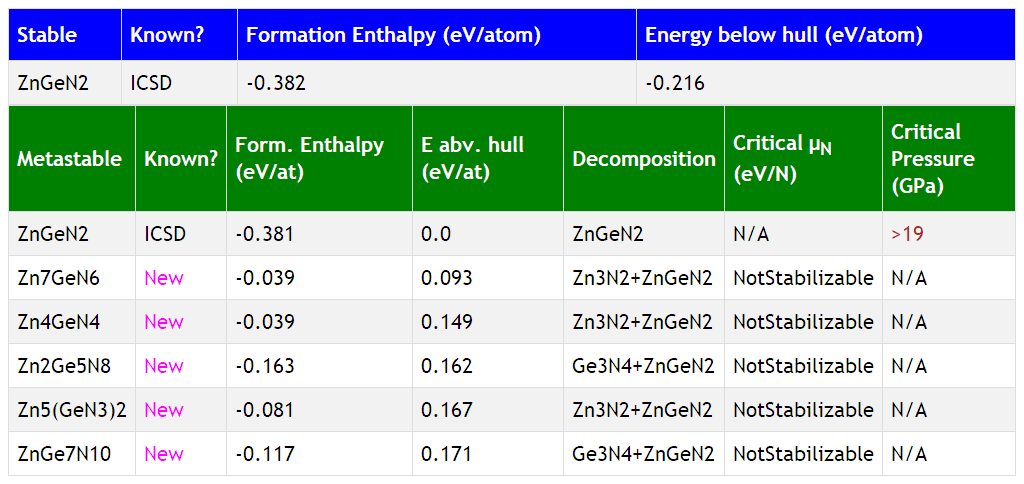 Stable Known? Formation Enthalpy (eV/atom) Energy below hull (eV/atom)
ZnGeN2 ICSD -0.382 -0.216
Metastable Known? Form. Enthalpy (eV/at) E abv. hull (eV/at) Decomposition Critical μN (eV/N) Critical Pressure (GPa)
ZnGeN2 ICSD -0.381 0.0 ZnGeN2 N/A >19
Zn7GeN6 New -0.039 0.093 Zn3N2+ZnGeN2 NotStabilizable N/A
Zn4GeN4 New -0.039 0.149 Zn3N2+ZnGeN2 NotStabilizable N/A
Zn2Ge5N8 New -0.163 0.162 Ge3N4+ZnGeN2 NotStabilizable N/A
Zn5(GeN3)2 New -0.081 0.167 Zn3N2+ZnGeN2 NotStabilizable N/A
ZnGe7N10 New -0.117 0.171 Ge3N4+ZnGeN2 NotStabilizable N/A